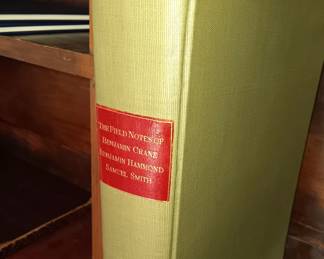 THE FIELD NOTES OF
BENJAMIN CRANE
BENJAMIN HAMMOND
SAMUEL SMITH